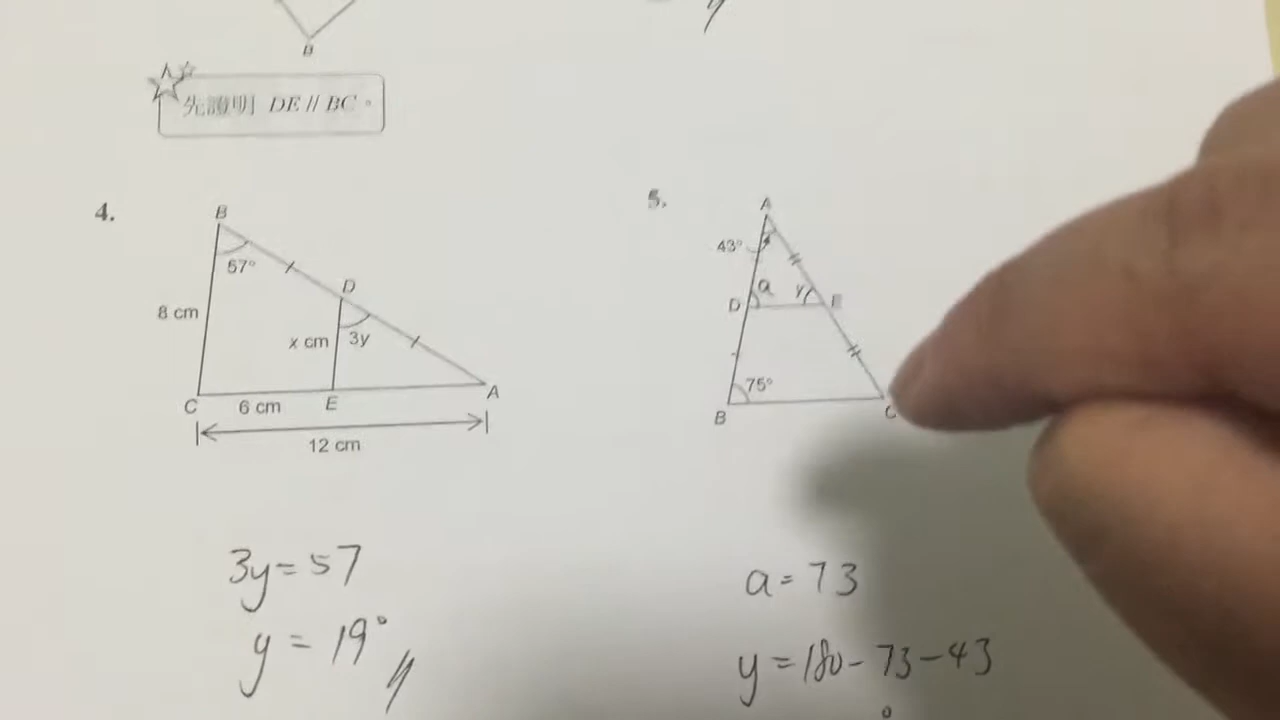 B
先證明 DE // BC。
4.
B
57°
D
8 cm
x cm
3y
C
6 cm
E
A
12 cm
3y = 57
y = 19°
5.
A
43°
a
y
D
E
75°
B
C
a = 73
y = 180 - 73 - 43